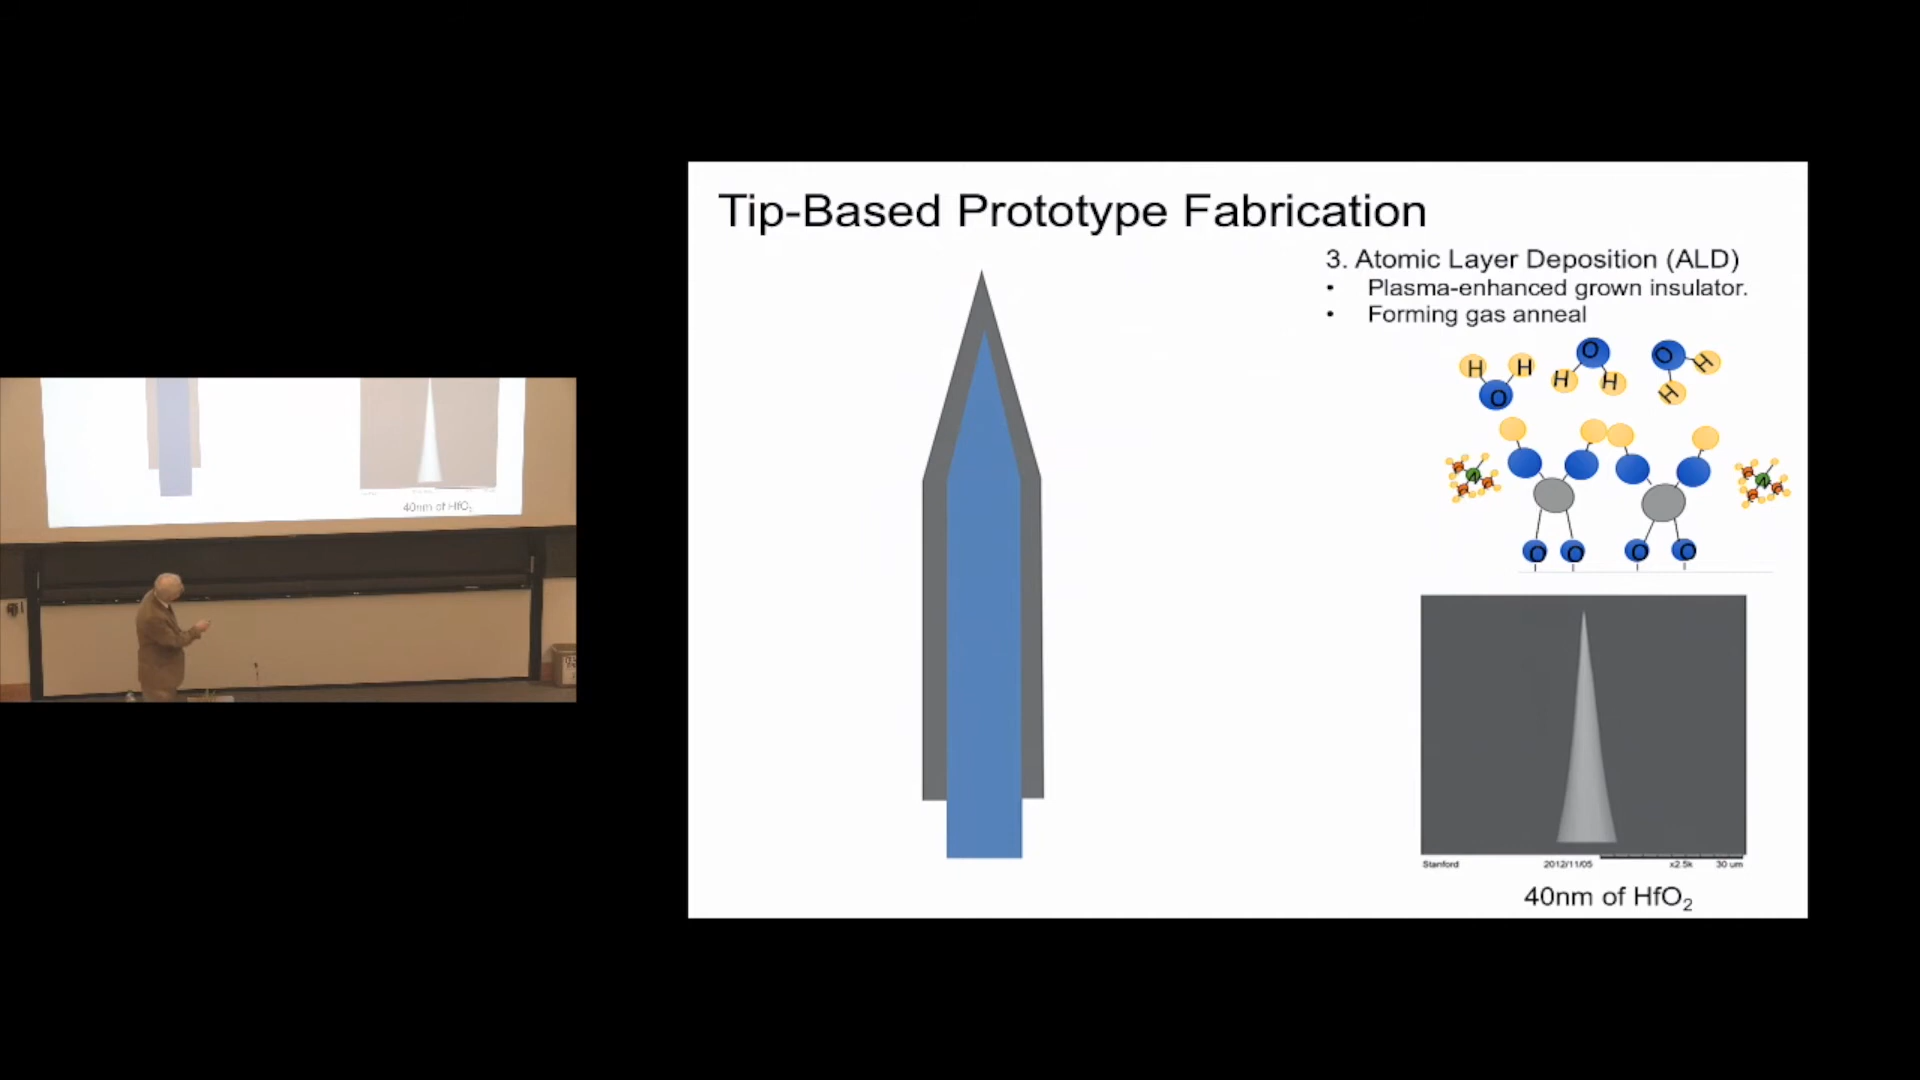 Tip-Based Prototype Fabrication
3. Atomic Layer Deposition (ALD)
• Plasma-enhanced grown insulator.
• Forming gas anneal
H H O
O H H
O H H
O O O O
Stanford 2012/11/05 x2.5k 30 um
40nm of HfO₂
40nm of HfO₂